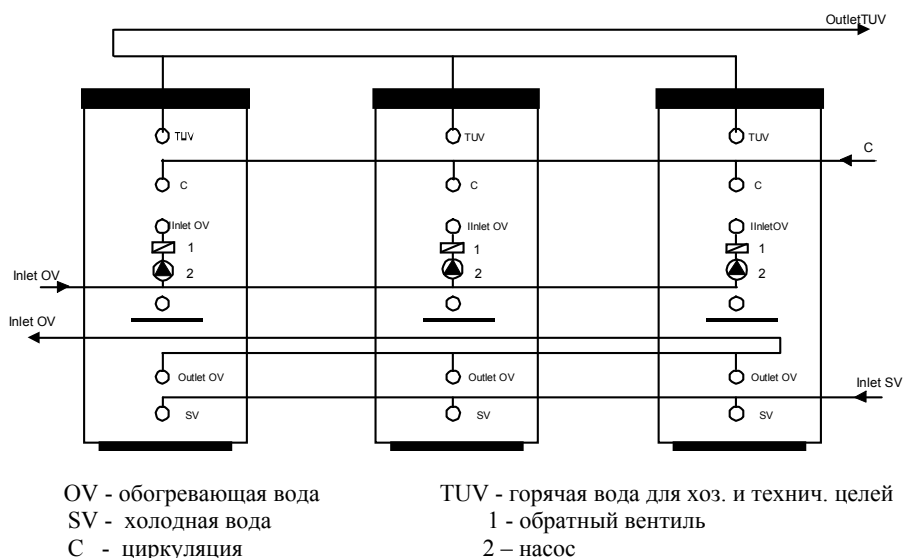 OutletTUV
TUV TUV TUV
C
C C C
IInlet OV IInlet OV IInletOV
1 1 1
2 2 2
Inlet OV
Inlet OV
Outlet OV Outlet OV Outlet OV
Inlet SV
SV SV SV
OV - обогревающая вода TUV - горячая вода для хоз. и технич. целей
SV - холодная вода 1 - обратный вентиль
C - циркуляция 2 – насос